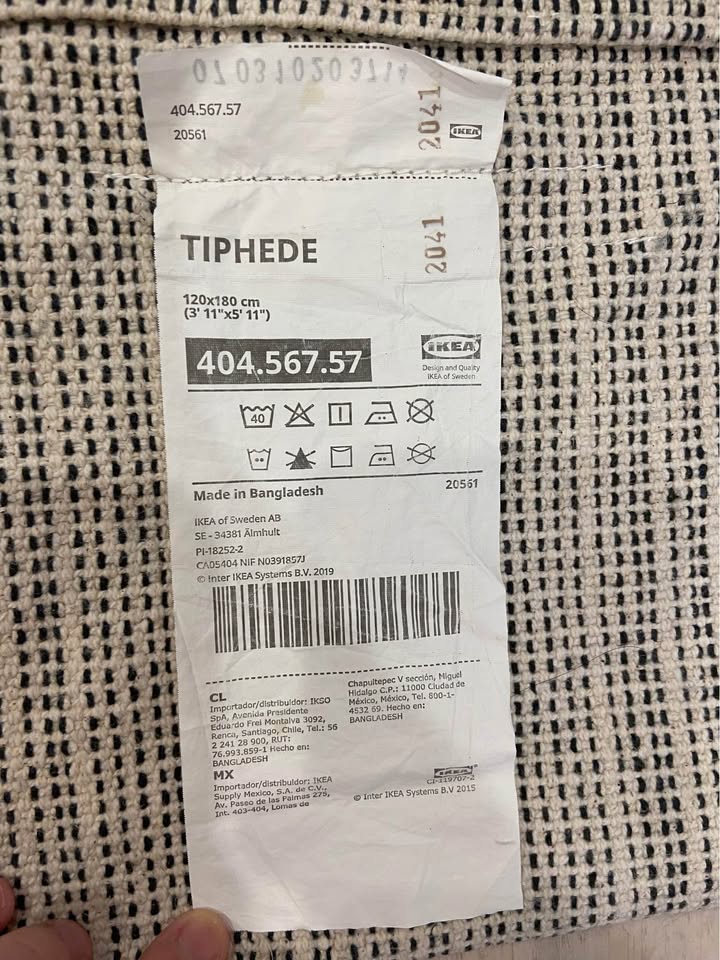 07 0310203714
404.567.57
20561
2041
IKEA
TIPHEDE
2041
120x180 cm
(3' 11"x5' 11")
404.567.57
IKEA
Design and Quality
IKEA of Sweden
40
Made in Bangladesh
20561
IKEA of Sweden AB
SE - 34381 Älmhult
PI-18252-2
CA05404 NIF N0391857J
© Inter IKEA Systems B.V. 2019
CL
Importador/distribuidor: IKSO
SpA, Avenida Presidente
Eduardo Frei Montalva 3092,
Renca, Santiago, Chile, Tel.: 56
2 241 28 900, RUT:
76.993.859-1 Hecho en:
BANGLADESH
MX
Importador/distribuidor: IKEA
Supply Mexico, S.A. de C.V.,
Av. Paseo de las Palmas 275,
Int. 403-404, Lomas de
Chapultepec V sección, Miguel
Hidalgo C.P.: 11000 Ciudad de
México, México, Tel. 800-1-
4532 69. Hecho en:
BANGLADESH
IKEA
CI-119707-2
© Inter IKEA Systems B.V 2015